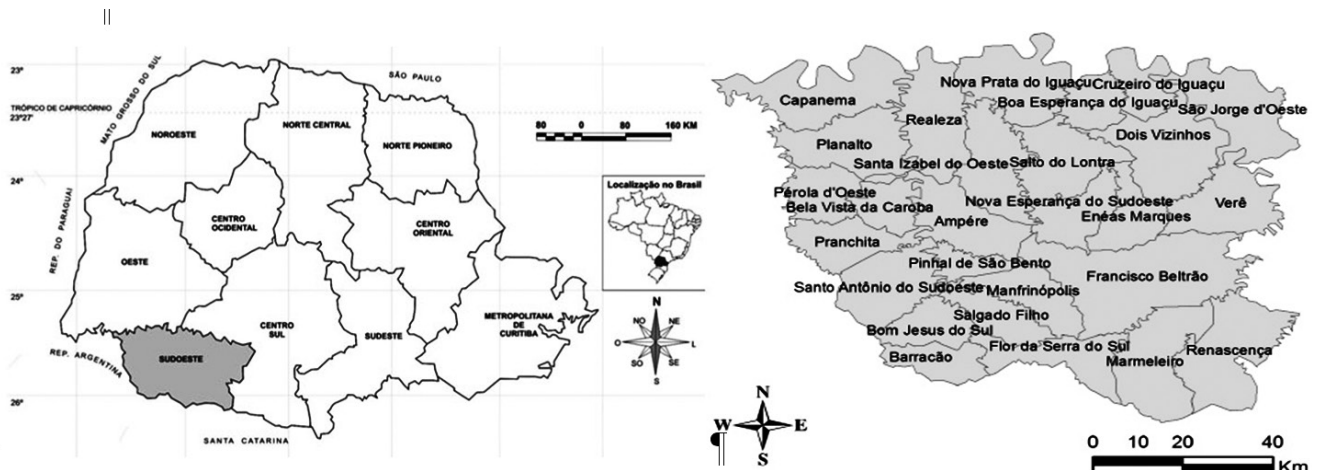 23°
MATO GROSSO DO SUL
SÃO PAULO
TRÓPICO DE CAPRICÓRNIO
23°27'
NOROESTE
NORTE CENTRAL
NORTE PIONEIRO
80 0 80 160 KM
24°
REP. DO PARAGUAI
CENTRO
OCIDENTAL
CENTRO
ORIENTAL
Localização no Brasil
OESTE
25°
CENTRO
SUL
SUDESTE
METROPOLITANA
DE
CURITIBA
N
NO NE
O L
SO SE
S
REP. ARGENTINA
SUDOESTE
26°
SANTA CATARINA
Nova Prata do Iguaçu
Cruzeiro do Iguaçu
Capanema
Boa Esperança do Iguaçu
São Jorge d'Oeste
Realeza
Dois Vizinhos
Planalto
Santa Izabel do Oeste
Salto do Lontra
Pérola d'Oeste
Bela Vista da Caroba
Nova Esperança do Sudoeste
Verê
Ampére
Enéas Marques
Pranchita
Pinhal de São Bento
Francisco Beltrão
Santo Antônio do Sudoeste
Manfrinópolis
Salgado Filho
Bom Jesus do Sul
Flor da Serra do Sul
Barracão
Marmeleiro
Renascença
N
W E
S
0 10 20 40
Km